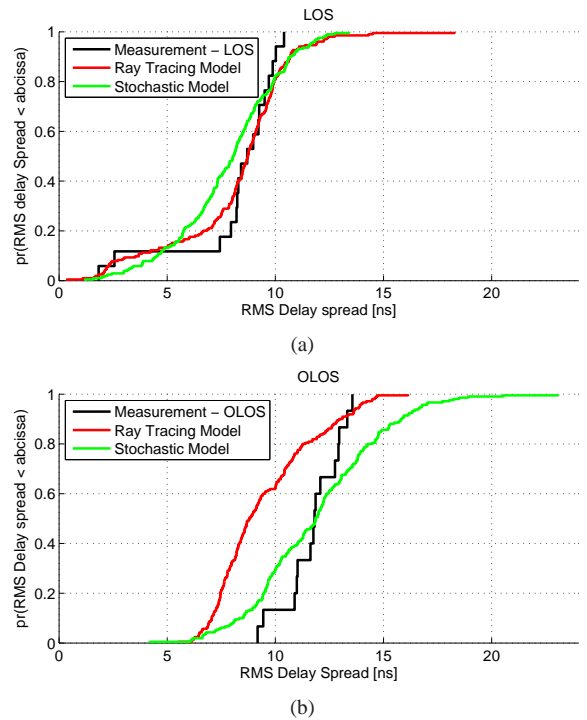 LOS
pr(RMS delay Spread < abcissa)
1
0.8
0.6
0.4
0.2
0
Measurement – LOS
Ray Tracing Model
Stochastic Model
0 5 10 15 20
RMS Delay spread [ns]
(a)
OLOS
pr(RMS Delay spread < abcissa)
1
0.8
0.6
0.4
0.2
0
Measurement – OLOS
Ray Tracing Model
Stochastic Model
0 5 10 15 20
RMS Delay Spread [ns]
(b)